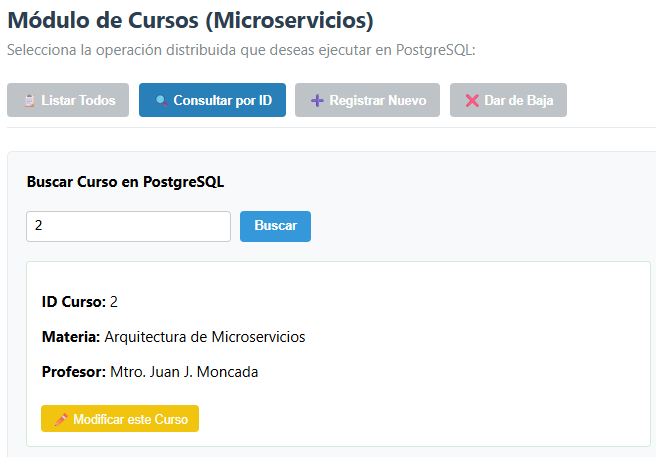 Módulo de Cursos (Microservicios)
Selecciona la operación distribuida que deseas ejecutar en PostgreSQL:
Listar Todos Consultar por ID Registrar Nuevo Dar de Baja
Buscar Curso en PostgreSQL
2 Buscar
ID Curso: 2
Materia: Arquitectura de Microservicios
Profesor: Mtro. Juan J. Moncada
Modificar este Curso